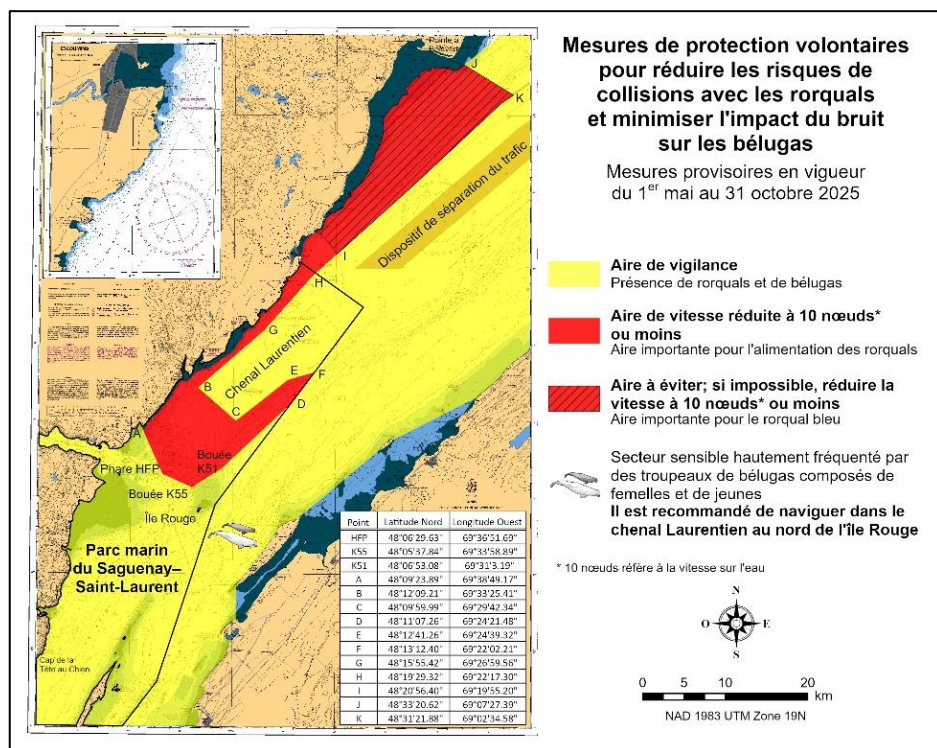 Mesures de protection volontaires
pour réduire les risques de
collisions avec les rorquals
et minimiser l'impact du bruit
sur les bélugas
Mesures provisoires en vigueur
du 1er mai au 31 octobre 2025
Aire de vigilance
Présence de rorquals et de bélugas
Aire de vitesse réduite à 10 nœuds*
ou moins
Aire importante pour l'alimentation des rorquals
Aire à éviter; si impossible, réduire la
vitesse à 10 nœuds* ou moins
Aire importante pour le rorqual bleu
Secteur sensible hautement fréquenté par
des troupeaux de bélugas composés de
femelles et de jeunes
Il est recommandé de naviguer dans le
chenal Laurentien au nord de l'île Rouge
* 10 nœuds réfère à la vitesse sur l'eau
N
O
E
S
0 5 10 20
km
NAD 1983 UTM Zone 19N
J
K
Dispositif de séparation du trafic
I
H
G
Chenal Laurentien
B
E
F
C
D
A
Bouée
K51
Phare HFP
Bouée K55
Île Rouge
Parc marin
du Saguenay–
Saint-Laurent
Cap de la
Tête au Chien
Point Latitude Nord Longitude Ouest
HFP 48°06'29.63" 69°36'51.69"
K55 48°05'37.84" 69°33'58.89"
K51 48°06'53.08" 69°31'3.19"
A 48°09'23.89" 69°38'49.17"
B 48°12'09.21" 69°33'25.41"
C 48°09'59.99" 69°29'42.34"
D 48°11'07.26" 69°24'21.48"
E 48°12'41.26" 69°24'39.32"
F 48°13'12.40" 69°22'02.21"
G 48°15'55.42" 69°26'59.56"
H 48°19'29.32" 69°22'17.30"
I 48°20'56.40" 69°19'55.20"
J 48°33'20.62" 69°07'27.39"
K 48°31'21.88" 69°02'34.58"